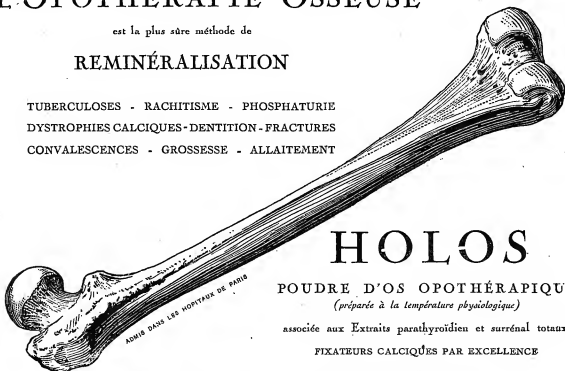 L'OPOTHÉRAPIE OSSEUSE
est la plus sûre méthode de
REMINÉRALISATION
TUBERCULOSES - RACHITISME - PHOSPHATURIE
DYSTROPHIES CALCIQUES - DENTITION - FRACTURES
CONVALESCENCES - GROSSESSE - ALLAITEMENT
ADMIS DANS LES HOPITAUX DE PARIS
HOLOS
POUDRE D'OS OPOTHÉRAPIQU
(préparée à la température physiologique)
associée aux Extraits parathyroïdien et surrénal totaux
FIXATEURS CALCIQUES PAR EXCELLENCE